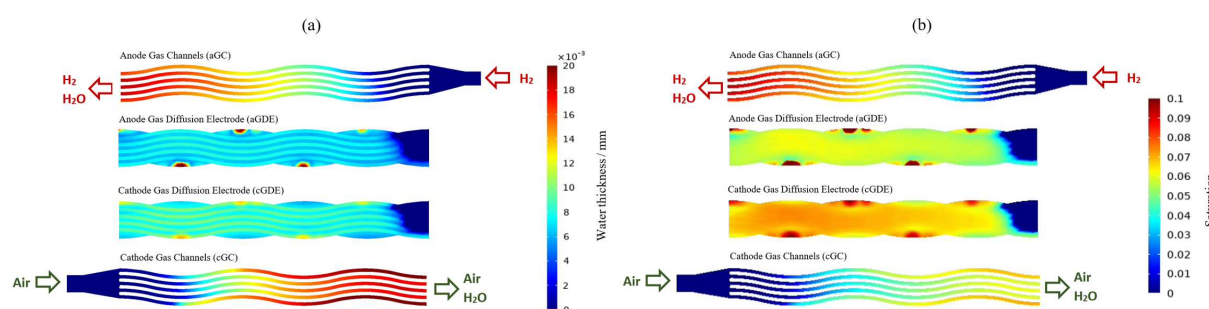 (a)
Anode Gas Channels (aGC)
H₂
H₂O
H₂
Anode Gas Diffusion Electrode (aGDE)
Cathode Gas Diffusion Electrode (cGDE)
Cathode Gas Channels (cGC)
Air
Air
H₂O
×10⁻³
20
18
16
14
12
10
8
6
4
2
0
Water thickness / mm
(b)
Anode Gas Channels (aGC)
H₂
H₂O
H₂
Anode Gas Diffusion Electrode (aGDE)
Cathode Gas Diffusion Electrode (cGDE)
Cathode Gas Channels (cGC)
Air
Air
H₂O
0.1
0.09
0.08
0.07
0.06
0.05
0.04
0.03
0.02
0.01
0